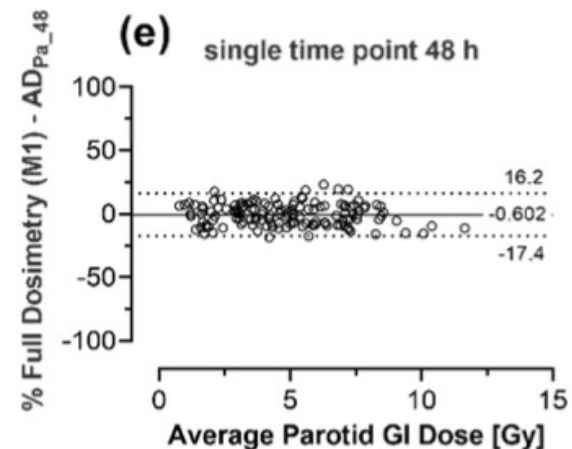 (e)
single time point 48 h
% Full Dosimetry (M1) - ADPa_48
100
50
0
-50
-100
16.2
-0.602
-17.4
0 5 10 15
Average Parotid Gl Dose [Gy]